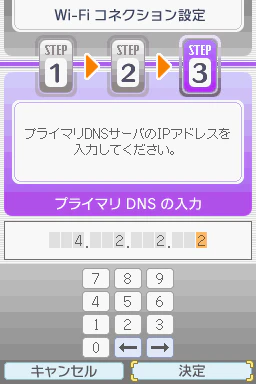 Wi-Fi コネクション設定
STEP 1 STEP 2 STEP 3
プライマリDNSサーバのIPアドレスを
入力してください。
プライマリ DNS の入力
4. 2. 2. 2
7 8 9
4 5 6
1 2 3
0 ← →
キャンセル 決定